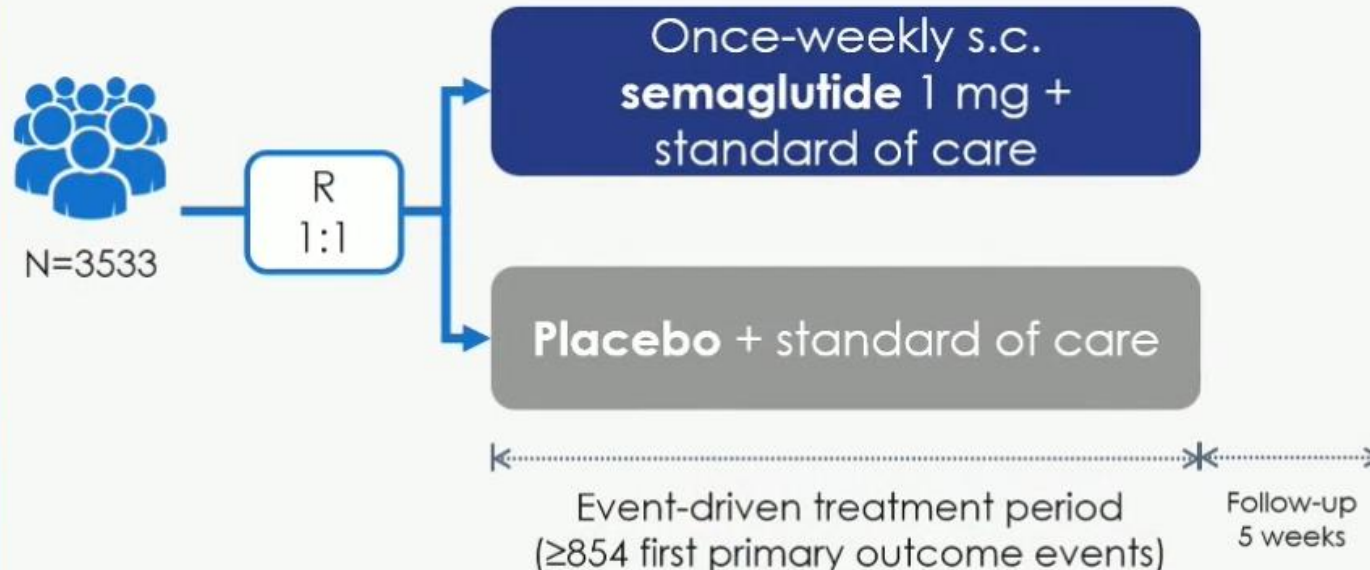 Once-weekly s.c.
semaglutide 1 mg +
standard of care
R
1:1
N=3533
Placebo + standard of care
Event-driven treatment period
(≥854 first primary outcome events)
Follow-up
5 weeks